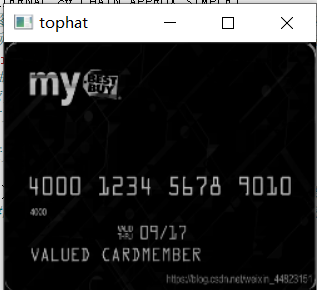 tophat
my BEST BUY
4000 1234 5678 9010
4000
VALID THRU 09/17
VALUED CARDMEMBER
https://blog.csdn.net/weixin_44823151